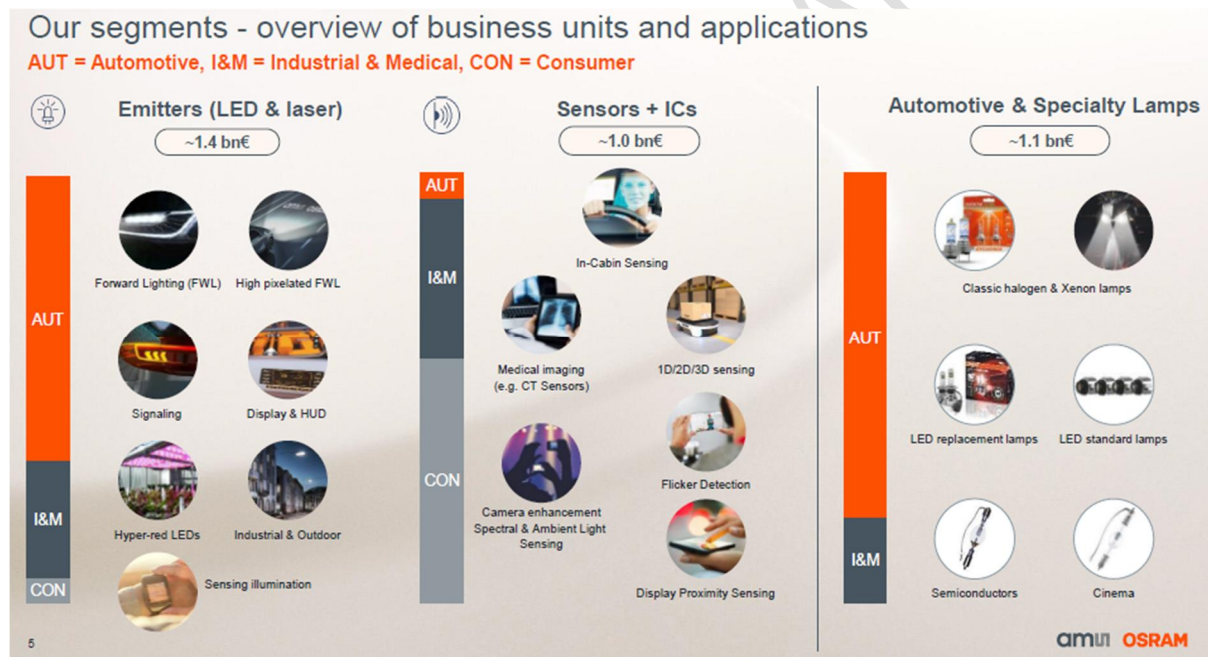 Our segments - overview of business units and applications
AUT = Automotive, I&M = Industrial & Medical, CON = Consumer
Emitters (LED & laser)
~1.4 bn€
AUT
I&M
CON
Forward Lighting (FWL)
High pixelated FWL
Signaling
Display & HUD
Hyper-red LEDs
Industrial & Outdoor
Sensing illumination
Sensors + ICs
~1.0 bn€
AUT
I&M
CON
In-Cabin Sensing
Medical imaging
(e.g. CT Sensors)
1D/2D/3D sensing
Camera enhancement
Spectral & Ambient Light
Sensing
Flicker Detection
Display Proximity Sensing
Automotive & Specialty Lamps
~1.1 bn€
AUT
I&M
Classic halogen & Xenon lamps
LED replacement lamps
LED standard lamps
Semiconductors
Cinema
5
amu OSRAM